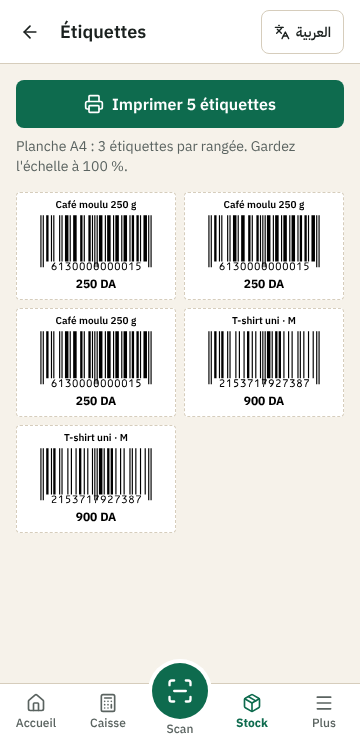 Étiquettes
العربية
Imprimer 5 étiquettes
Planche A4 : 3 étiquettes par rangée. Gardez
l'échelle à 100 %.
Café moulu 250 g
6130000000015
250 DA
Café moulu 250 g
6130000000015
250 DA
Café moulu 250 g
6130000000015
250 DA
T-shirt uni · M
2153717927387
900 DA
T-shirt uni · M
2153717927387
900 DA
Accueil
Caisse
Scan
Stock
Plus